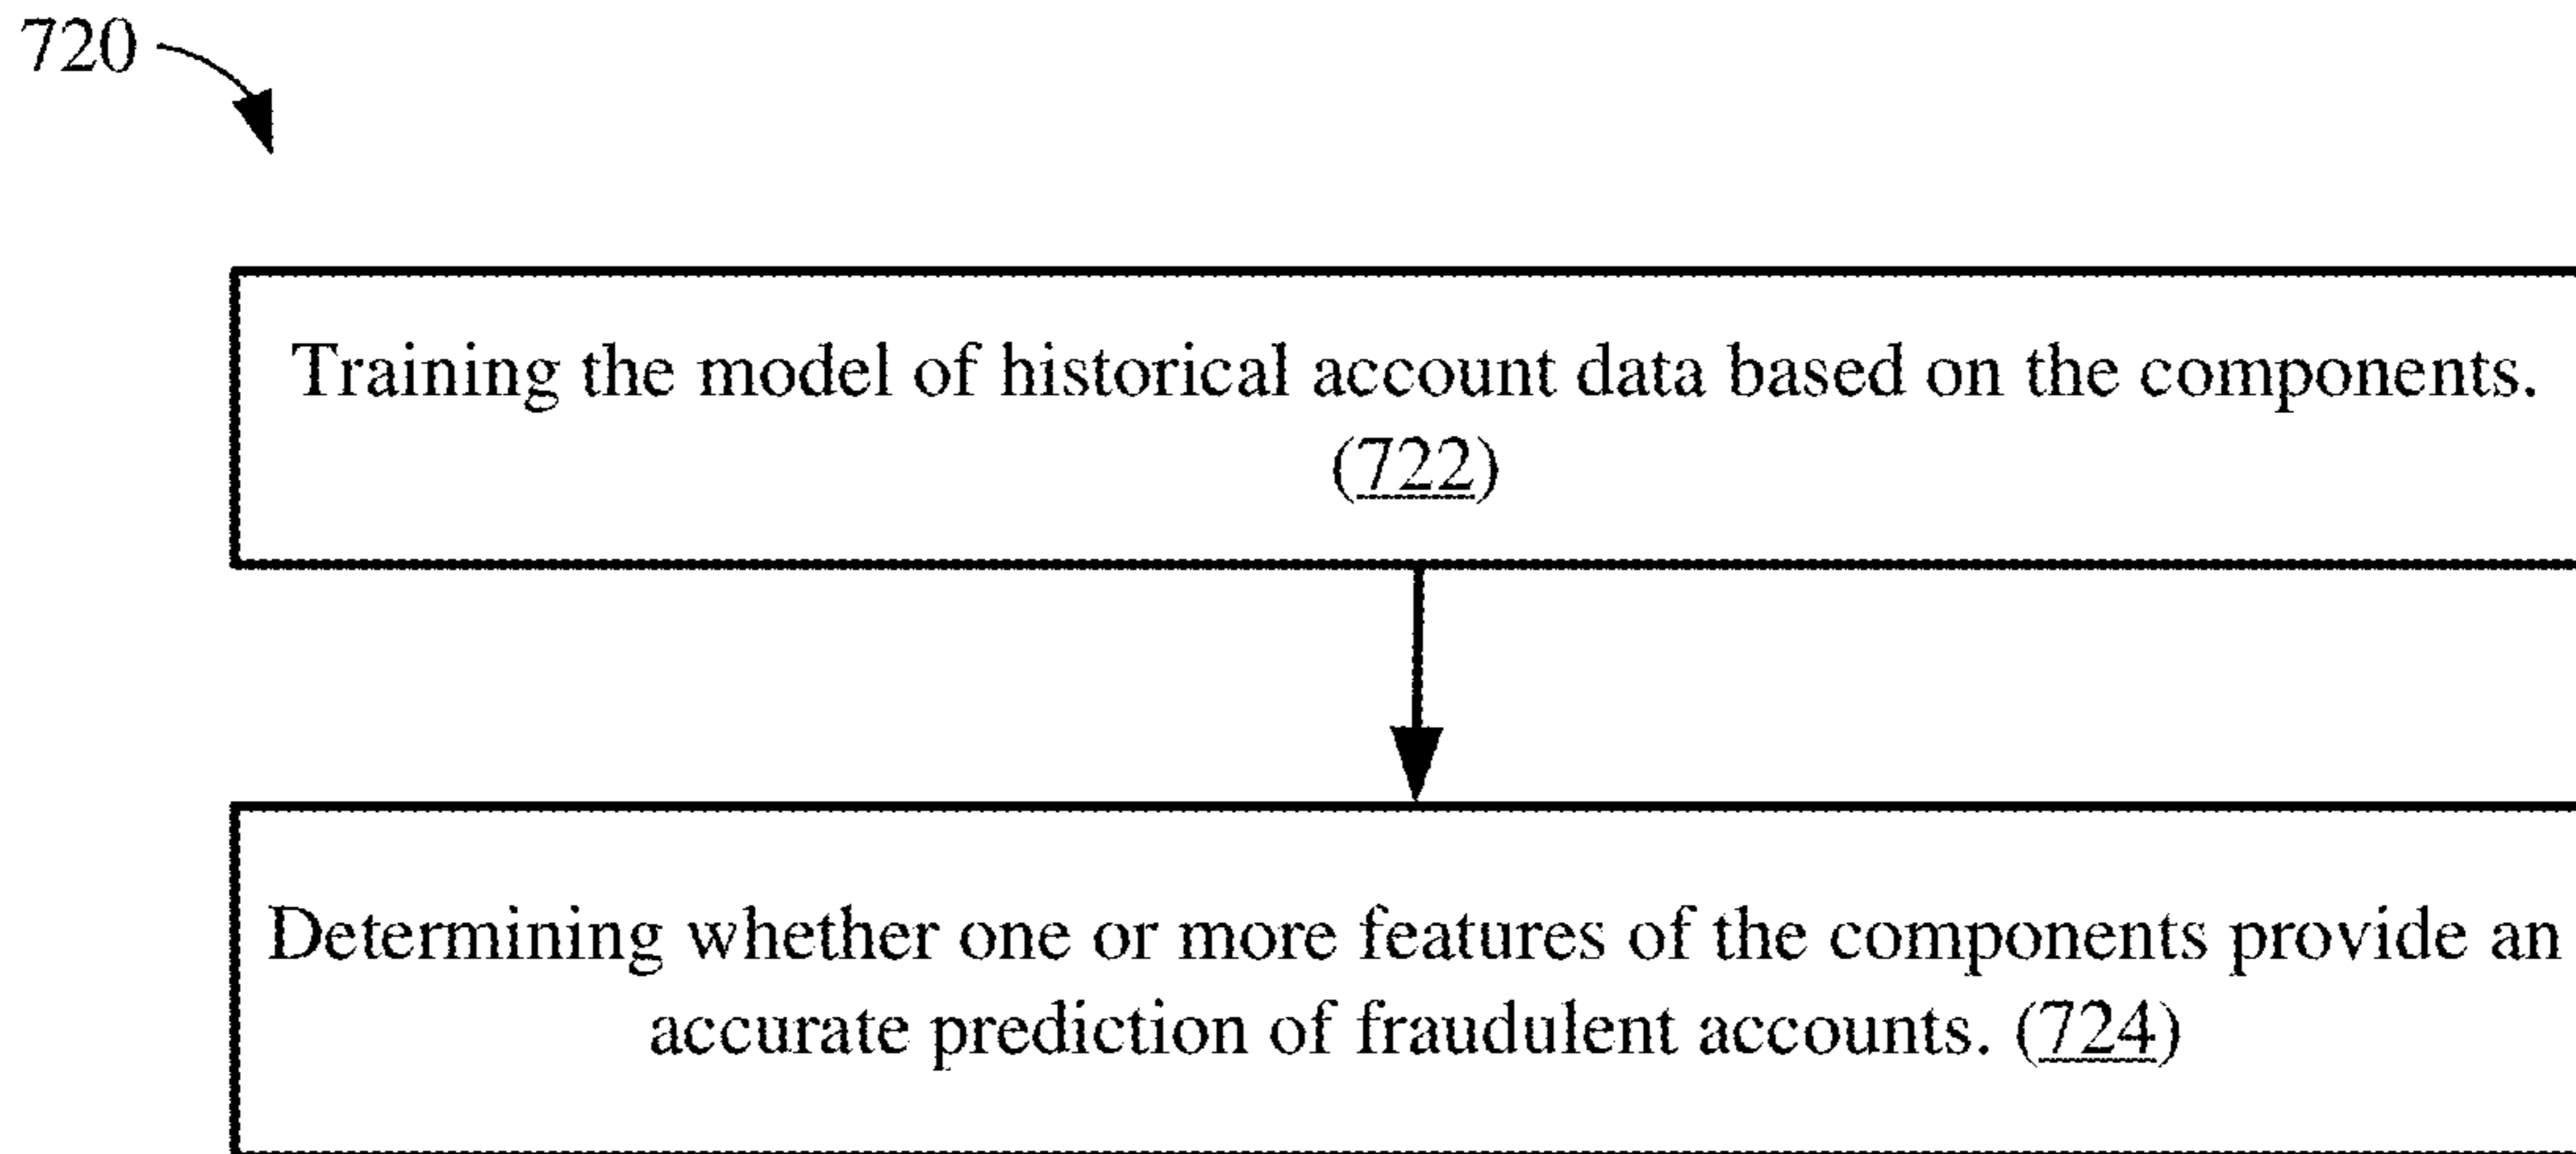 720
Training the model of historical account data based on the components.
(722)
Determining whether one or more features of the components provide an
accurate prediction of fraudulent accounts. (724)